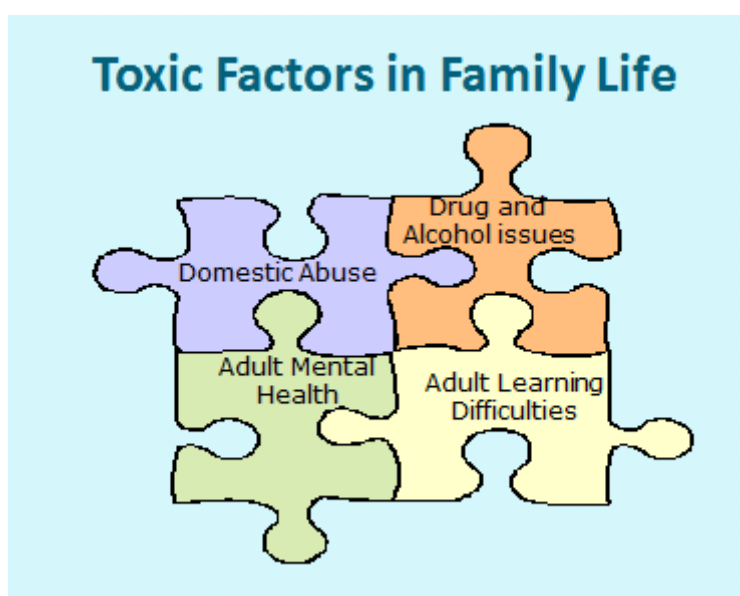 Toxic Factors in Family Life
Drug and
Alcohol issues
Domestic Abuse
Adult Mental
Health
Adult Learning
Difficulties